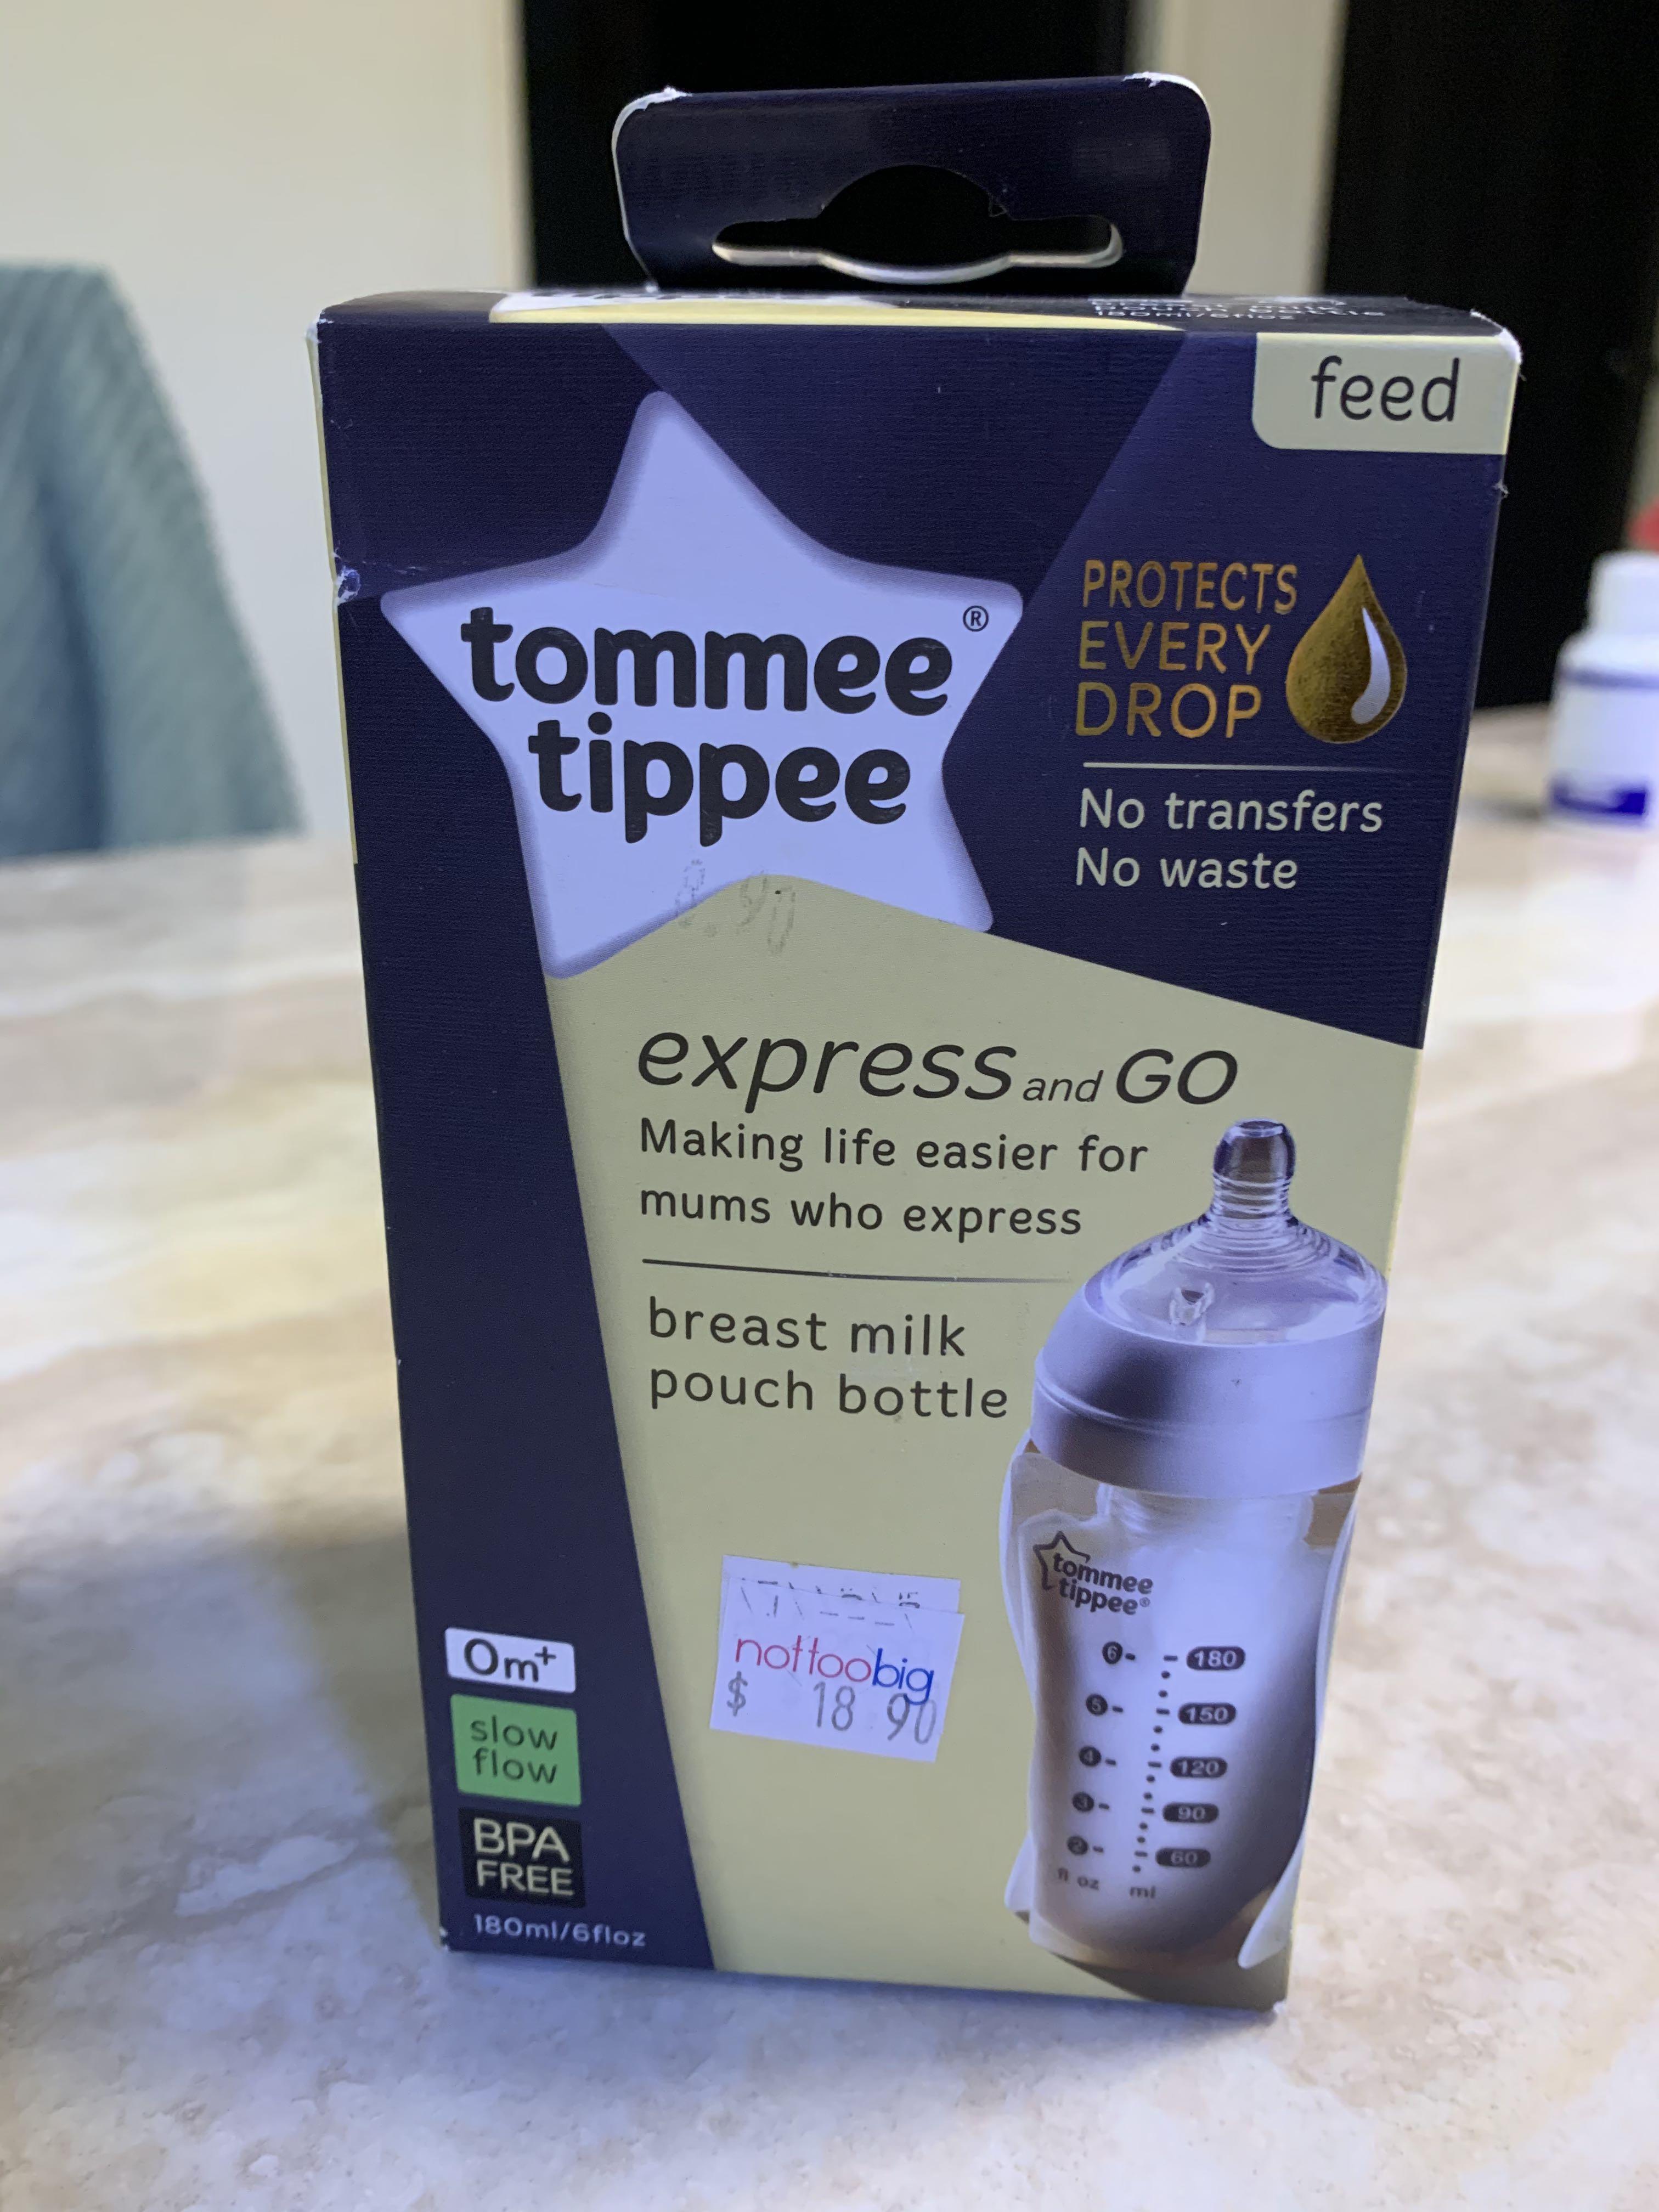 180ml/6floz
feed
tommee®
tippee
PROTECTS
EVERY
DROP
No transfers
No waste
express and GO
Making life easier for
mums who express
breast milk
pouch bottle
nottoobig
$ 18 90
0m+
slow
flow
BPA
FREE
180ml/6floz
tommee
tippee®
6- - 180
5- - 150
4- - 120
3- - 90
2- - 60
fl oz ml